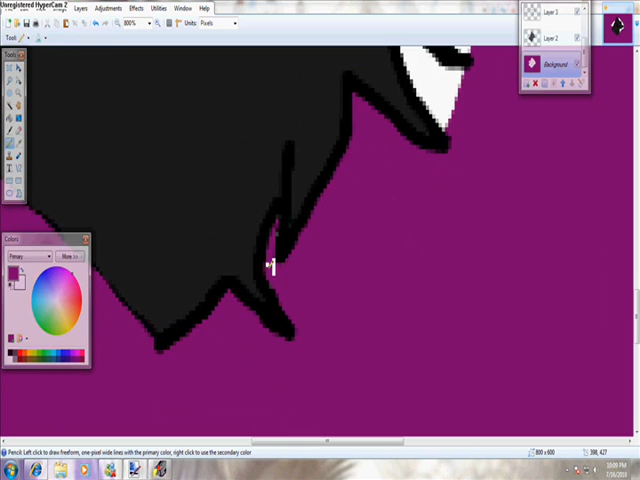 Unregistered HyperCam 2
Layers Adjustments Effects Utilities Window Help
800% Units: Pixels
Tool:
Tools
Layer 3
Layer 2
Background
Colors
Primary More >>
Pencil: Left click to draw freeform, one-pixel wide lines with the primary color, right click to use the secondary color
800 x 600
398, 427
10:09 PM
7/16/2010